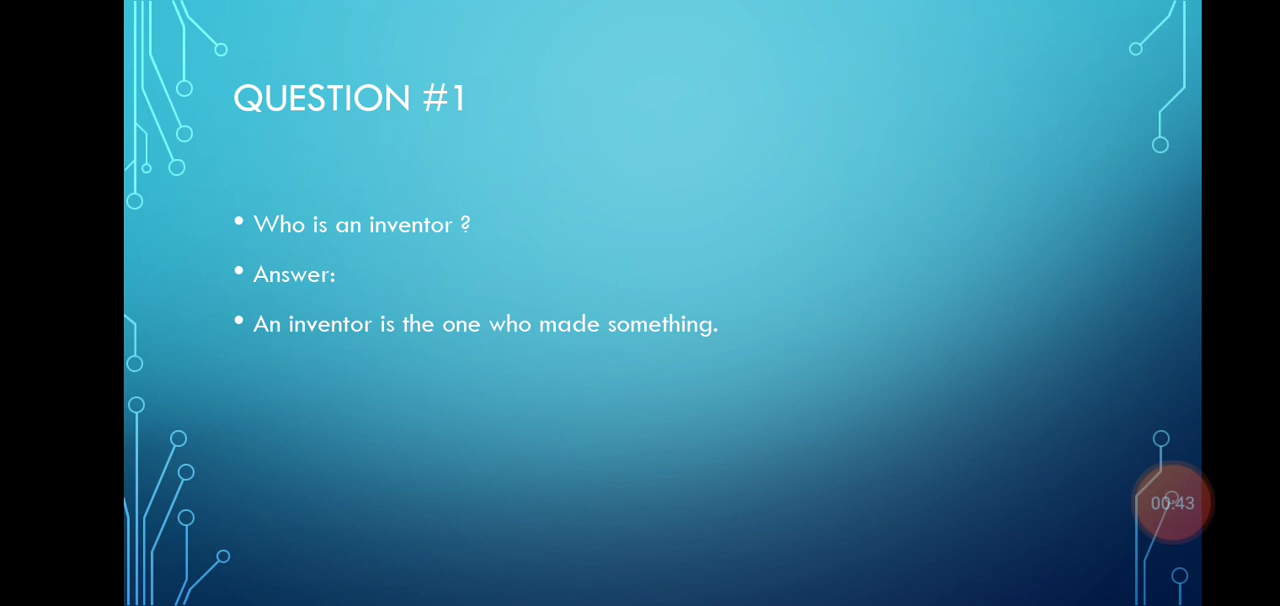 QUESTION #1
• Who is an inventor ?
• Answer:
• An inventor is the one who made something.
00:43